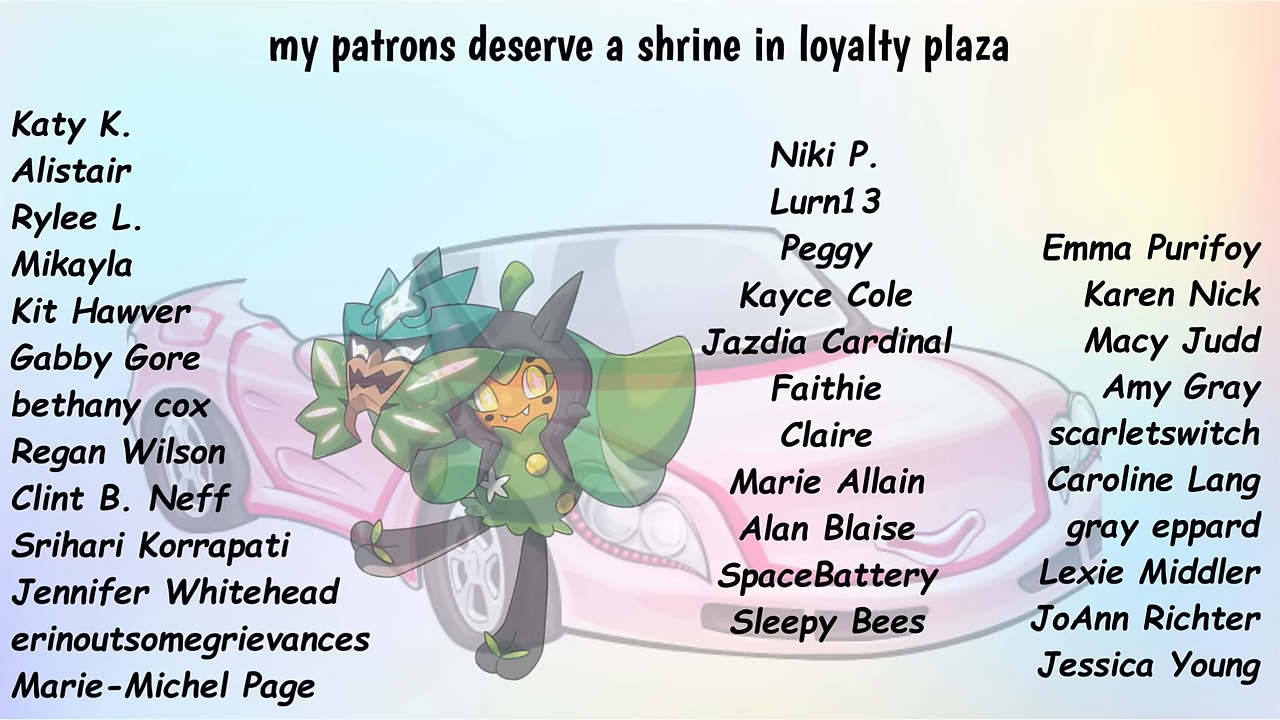 my patrons deserve a shrine in loyalty plaza
Katy K.
Alistair
Rylee L.
Mikayla
Kit Hawver
Gabby Gore
bethany cox
Regan Wilson
Clint B. Neff
Srihari Korrapati
Jennifer Whitehead
erinoutsomegrievances
Marie-Michel Page
Niki P.
Lurn13
Peggy
Kayce Cole
Jazdia Cardinal
Faithie
Claire
Marie Allain
Alan Blaise
SpaceBattery
Sleepy Bees
Emma Purifoy
Karen Nick
Macy Judd
Amy Gray
scarletswitch
Caroline Lang
gray eppard
Lexie Middler
JoAnn Richter
Jessica Young